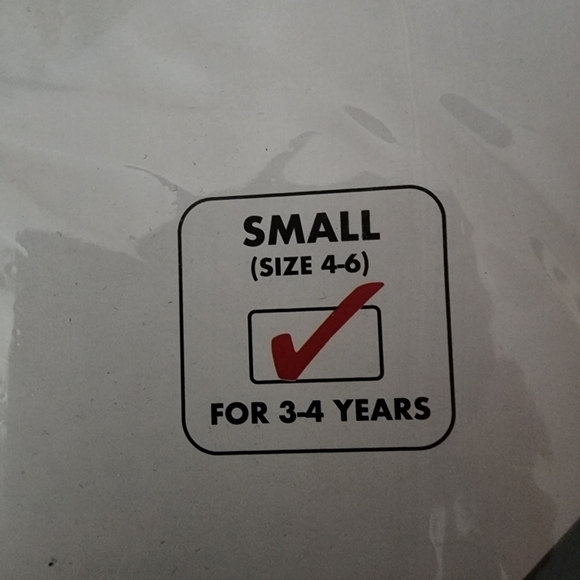 SMALL
(SIZE 4-6)
FOR 3-4 YEARS